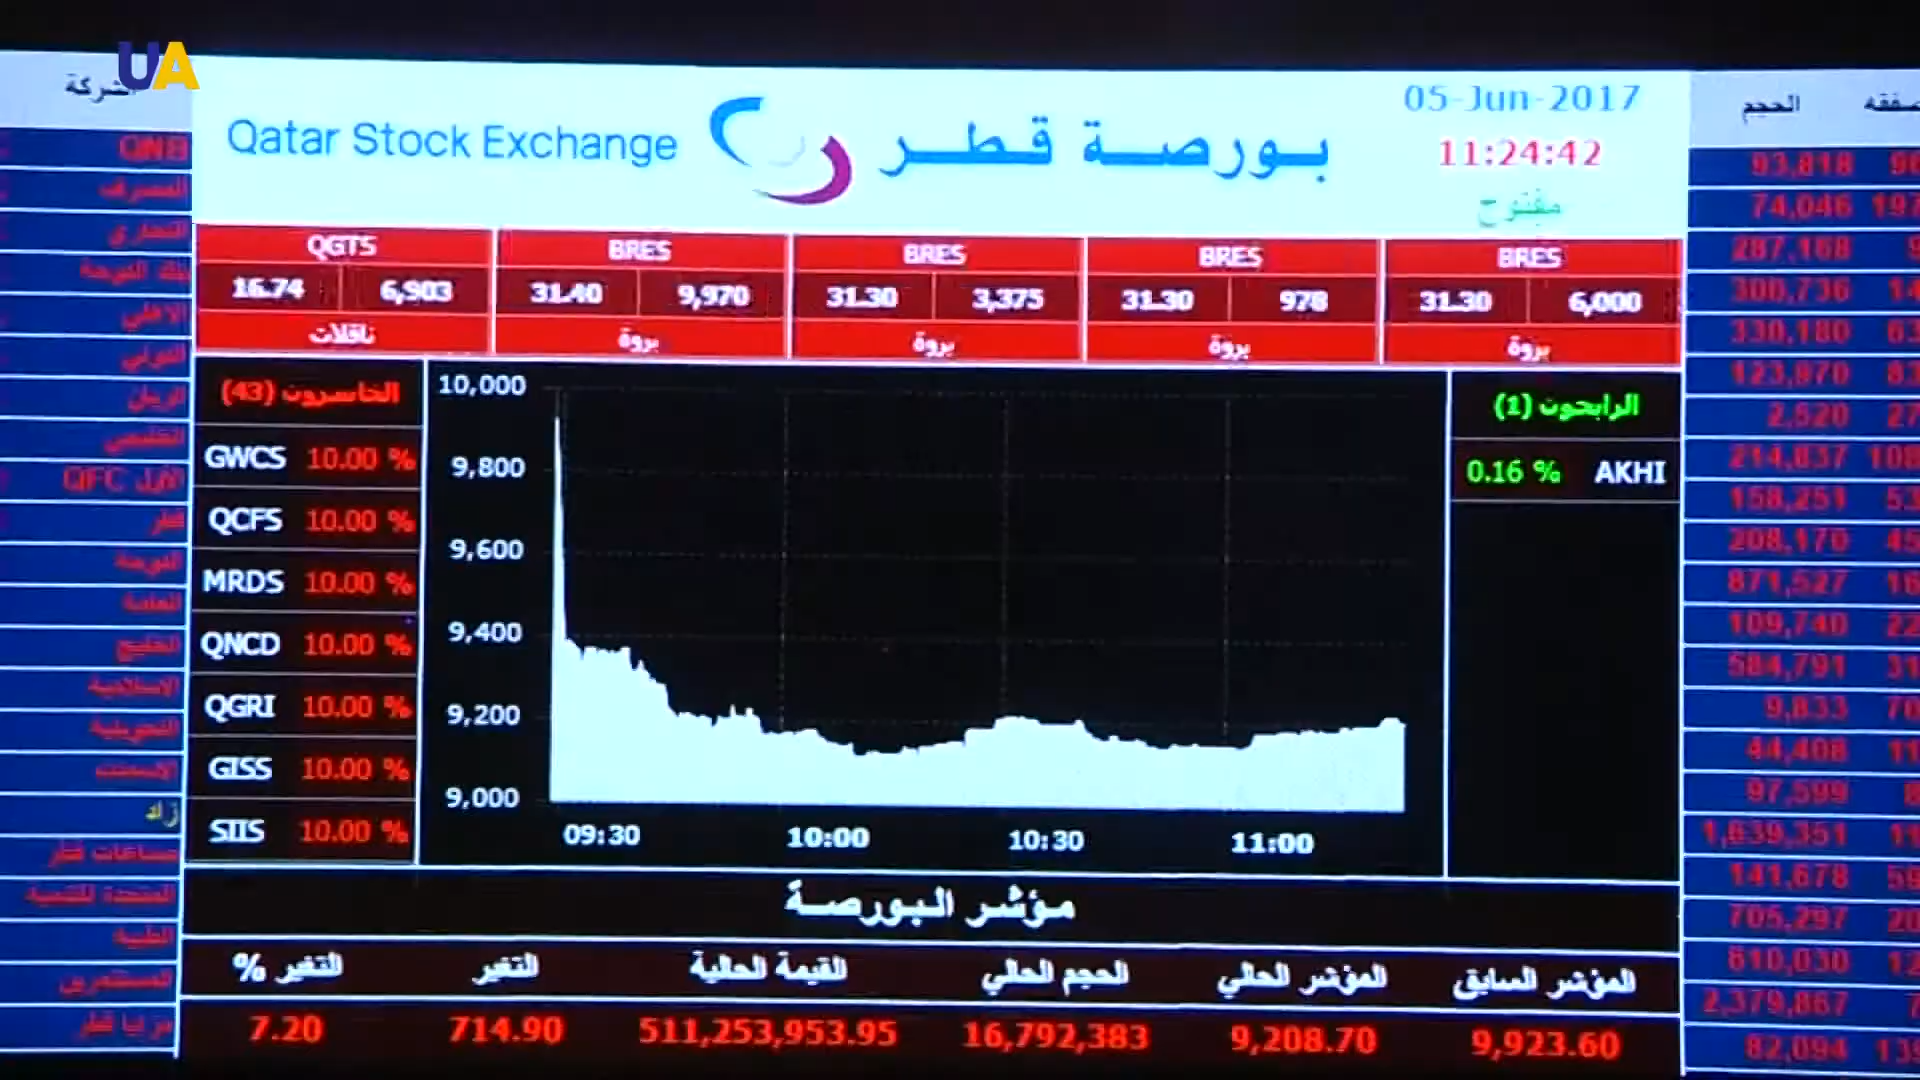 UA
Qatar Stock Exchange
بورصة قطر
05-Jun-2017
11:24:42
مفتوح
QGTS
16.74 6,903
ناقلات
BRES
31.40 9,970
بروة
BRES
31.30 3,375
بروة
BRES
31.30 978
بروة
BRES
31.30 6,000
بروة
الخاسرون (43)
GWCS 10.00 %
QCFS 10.00 %
MRDS 10.00 %
QNCD 10.00 %
QGRI 10.00 %
GISS 10.00 %
SIIS 10.00 %
10,000
9,800
9,600
9,400
9,200
9,000
09:30 10:00 10:30 11:00
الرابحون (1)
0.16 % AKHI
مؤشر البورصة
المؤشر السابق المؤشر الحالي الحجم الحالي القيمة الحالية التغير التغير %
9,923.60 9,208.70 16,792,383 511,253,953.95 714.90 7.20
الشركة
QNB
المصرف
التجاري
بنك الدوحة
الاهلي
الدولي
الريان
الخليجي
الأول QFC
قطر
الدوحة
العامة
الخليج
الاسلامية
التحويلية
الاسمنت
زاد
المتحدة للتنمية
الطبية
المستثمرين
مزايا قطر
الحجم
93,818
74,046
287,168
300,736
330,180
123,970
2,520
214,837
158,251
208,170
871,527
109,740
584,791
9,833
44,408
97,599
1,639,351
141,678
705,297
610,030
2,379,867
82,094